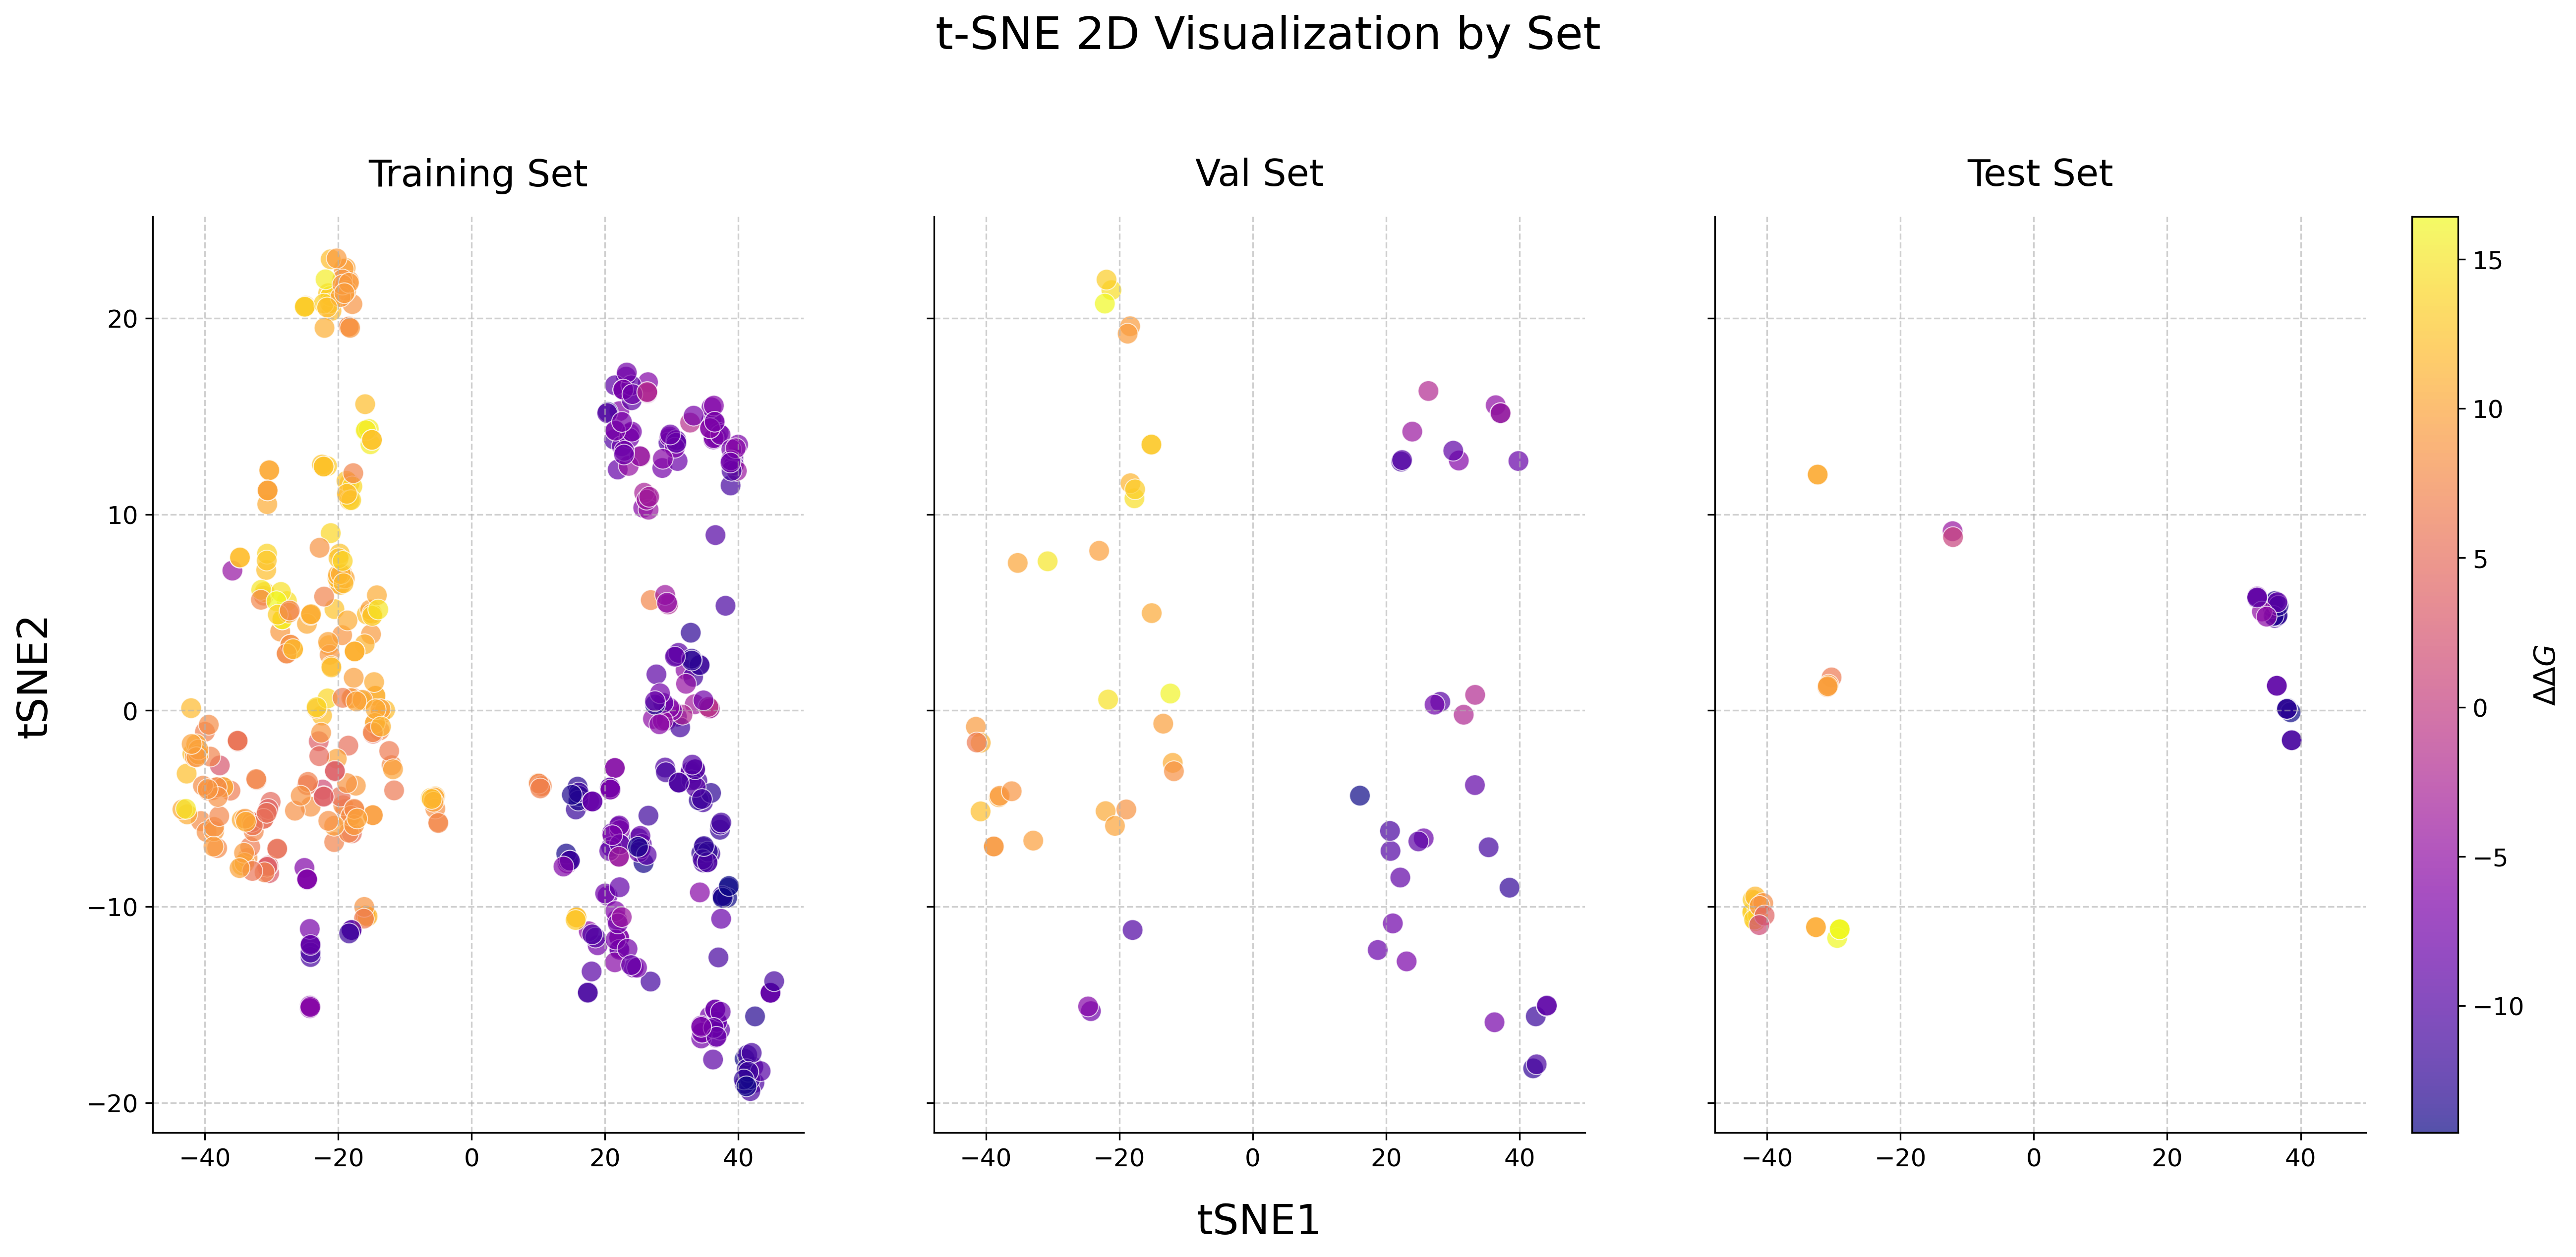 t-SNE 2D Visualization by Set
Training Set
Val Set
Test Set
tSNE2
20
10
0
−10
−20
−40 −20 0 20 40
−40 −20 0 20 40
−40 −20 0 20 40
tSNE1
15
10
5
0
−5
−10
ΔΔG